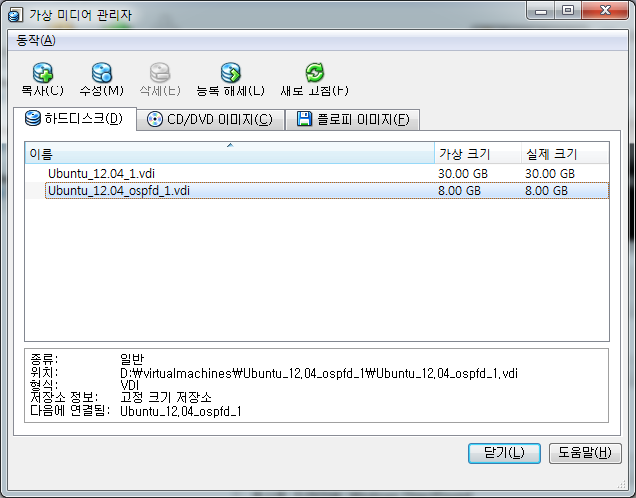 가상 미디어 관리자
동작(A)
복사(C) 수정(M) 삭제(E) 등록 해제(L) 새로 고침(F)
하드디스크(D) CD/DVD 이미지(C) 플로피 이미지(F)
이름 가상 크기 실제 크기
Ubuntu_12.04_1.vdi 30.00 GB 30.00 GB
Ubuntu_12.04_ospfd_1.vdi 8.00 GB 8.00 GB
종류: 일반
위치: D:₩virtualmachines₩Ubuntu_12.04_ospfd_1₩Ubuntu_12.04_ospfd_1.vdi
형식: VDI
저장소 정보: 고정 크기 저장소
다음에 연결됨: Ubuntu_12.04_ospfd_1
닫기(L) 도움말(H)